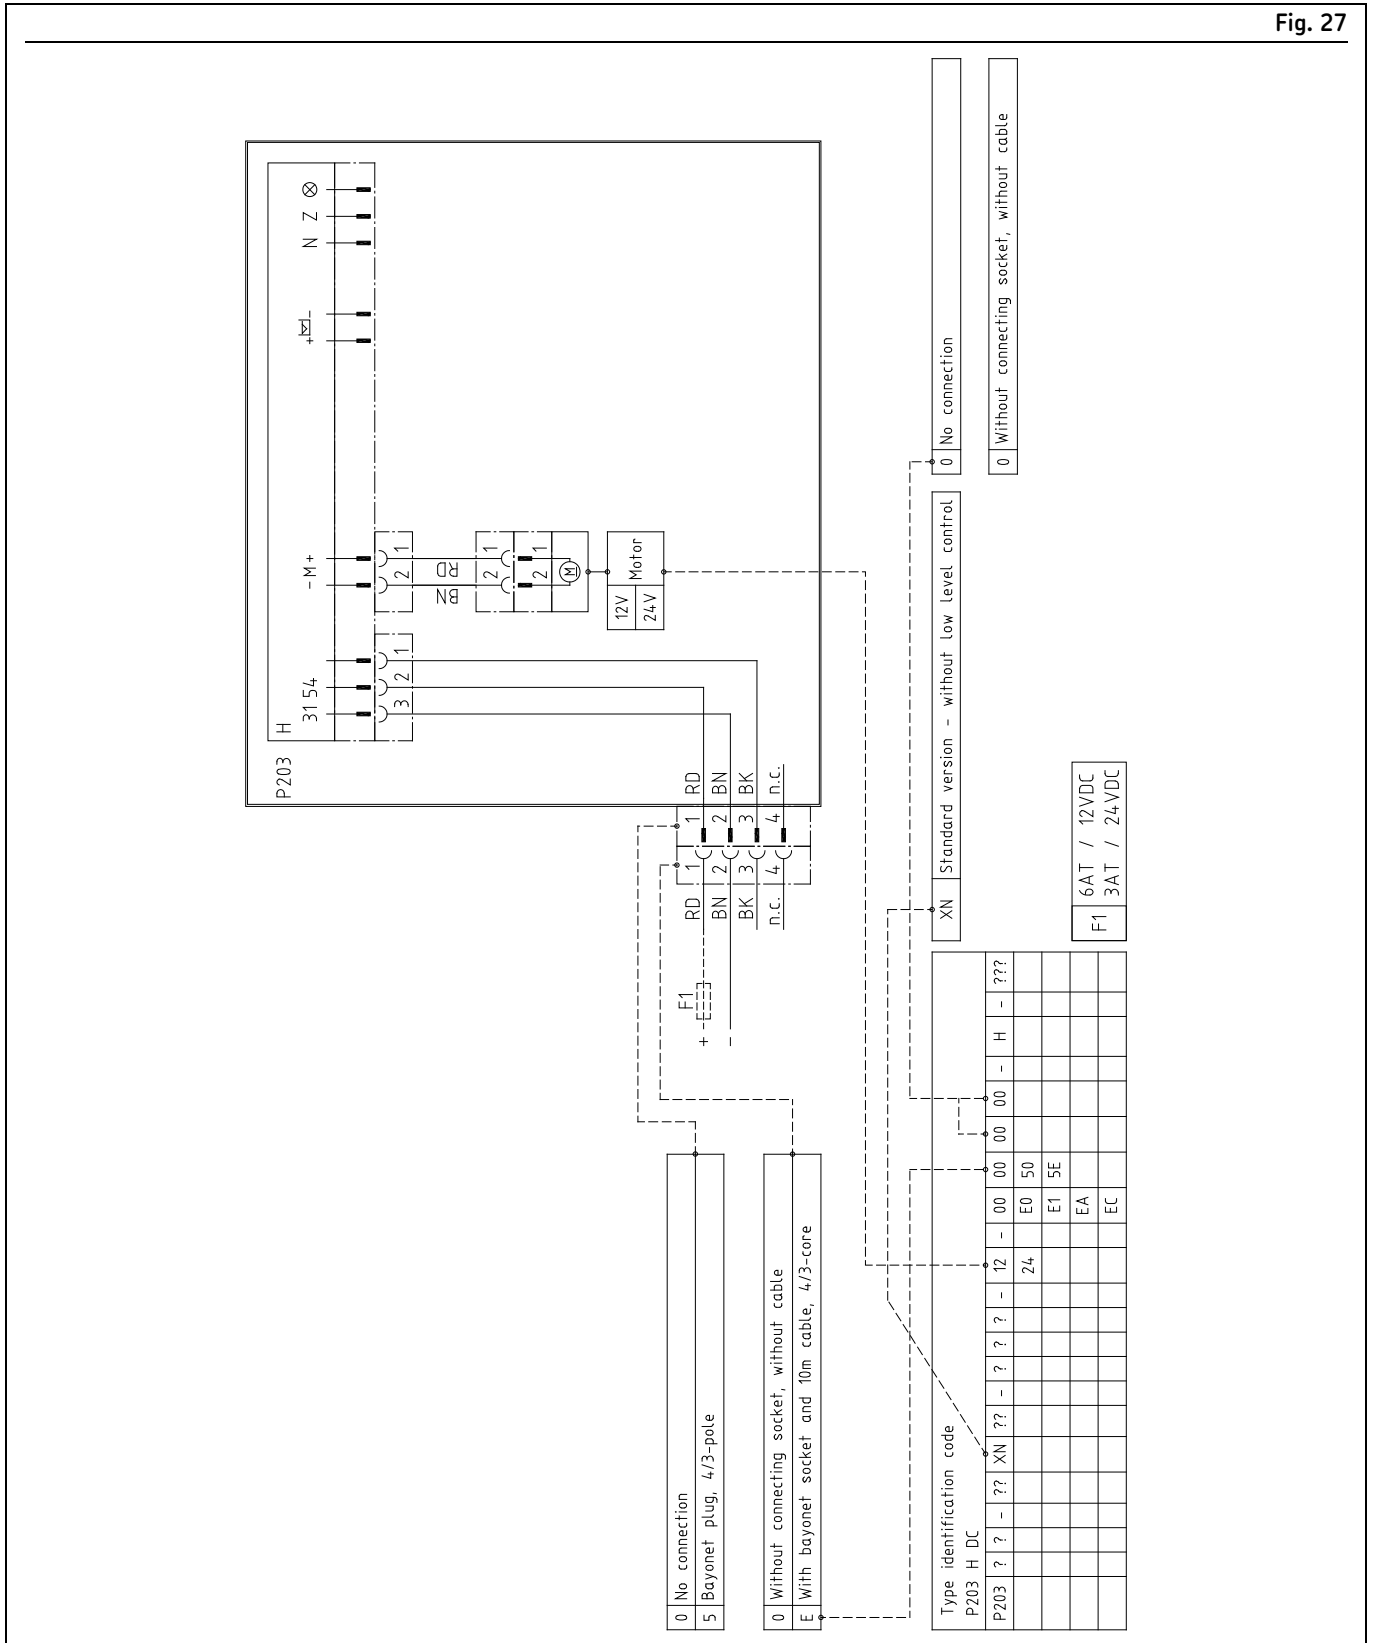 Fig. 27
P203
H
31 54
- M +
+ -
N Z
3 2 1
2 1
BN RD
2 1
2 1
M
12V
24V
Motor
RD
BN
BK
n.c.
1
2
3
4
1
2
3
4
RD
BN
BK
n.c.
F1
+
-
0 No connection
5 Bayonet plug, 4/3-pole
0 Without connecting socket, without cable
E With bayonet socket and 10m cable, 4/3-core
Type identification code
P203 H DC
P203 ? ? - ?? XN ?? - ? ? ? - 12 - 00 00 00 00 - H - ???
24 E0 50
E1 5E
EA
EC
XN Standard version - without low level control
0 No connection
0 Without connecting socket, without cable
F1
6AT / 12VDC
3AT / 24VDC